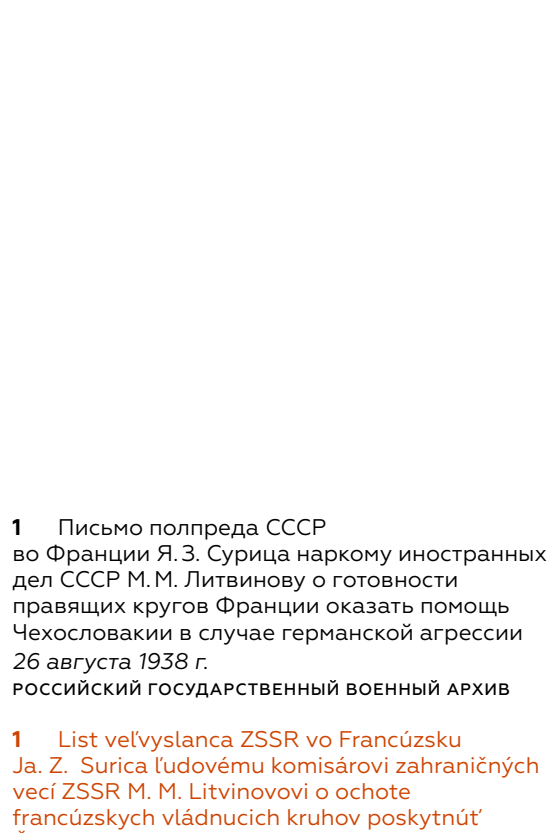 1 Письмо полпреда СССР
во Франции Я. З. Сурица наркому иностранных
дел СССР М. М. Литвинову о готовности
правящих кругов Франции оказать помощь
Чехословакии в случае германской агрессии
26 августа 1938 г.
РОССИЙСКИЙ ГОСУДАРСТВЕННЫЙ ВОЕННЫЙ АРХИВ
1 List veľvyslanca ZSSR vo Francúzsku
Ja. Z. Surica ľudovému komisárovi zahraničných
vecí ZSSR M. M. Litvinovovi o ochote
francúzskych vládnucich kruhov poskytnúť